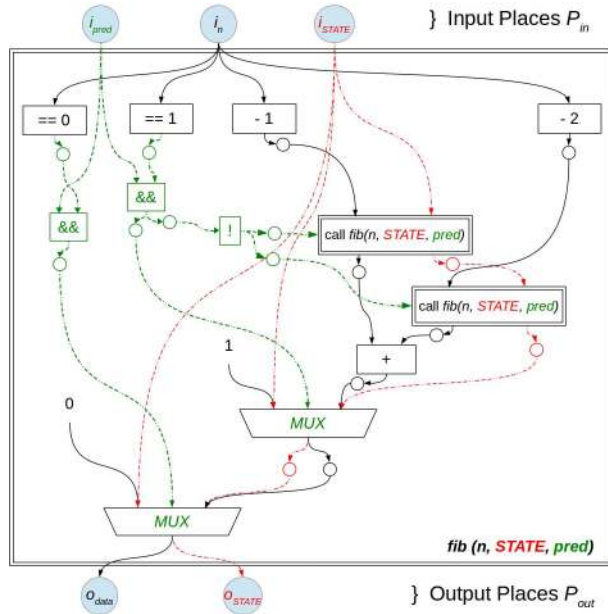 i_pred i_n i_STATE } Input Places P_in
== 0 == 1 - 1 - 2
&&
&& !
call fib(n, STATE, pred)
call fib(n, STATE, pred)
+
1
0
MUX
MUX
fib (n, STATE, pred)
o_data o_STATE } Output Places P_out